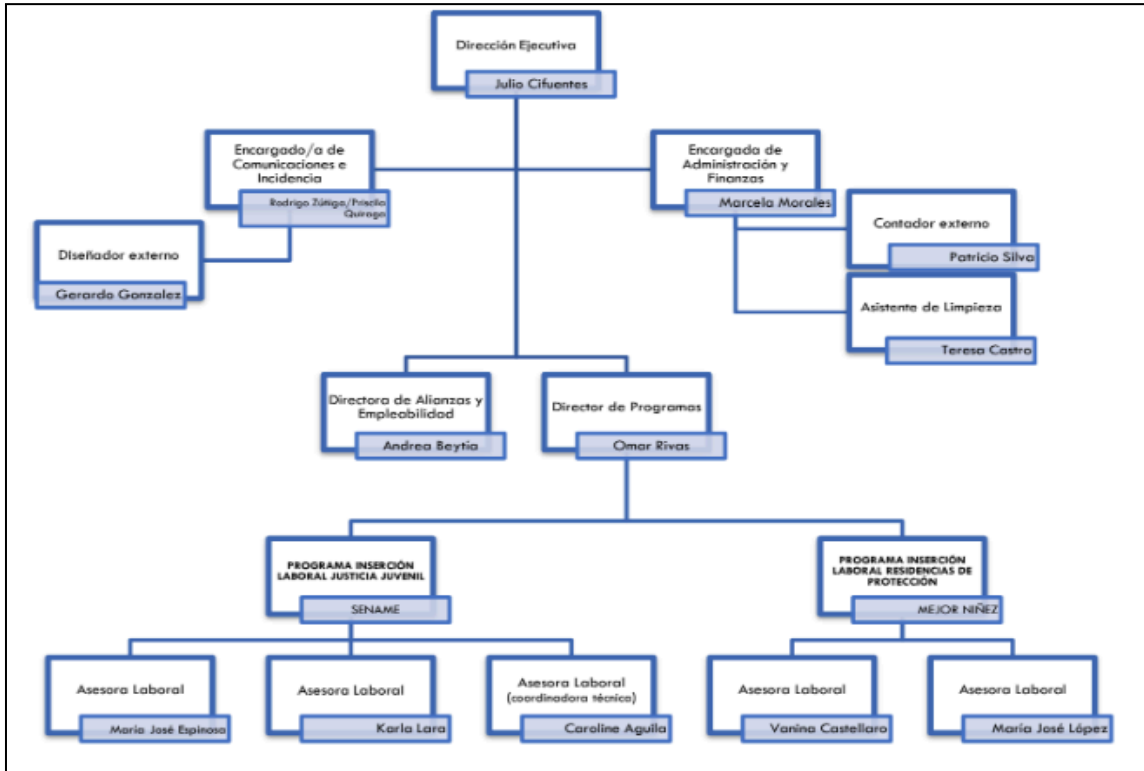 Dirección Ejecutiva
Julio Cifuentes
Encargado/a de
Comunicaciones e
Incidencia
Rodrigo Zúñiga/Priscila
Quiroga
Encargada de
Administración y
Finanzas
Marcela Morales
Diseñador externo
Gerardo Gonzalez
Contador externo
Patricio Silva
Asistente de Limpieza
Teresa Castro
Directora de Alianzas y
Empleabilidad
Andrea Beytía
Director de Programas
Omar Rivas
PROGRAMA INSERCIÓN
LABORAL JUSTICIA JUVENIL
SENAME
PROGRAMA INSERCIÓN
LABORAL RESIDENCIAS DE
PROTECCIÓN
MEJOR NIÑEZ
Asesora Laboral
María José Espinosa
Asesora Laboral
Karla Lara
Asesora Laboral
(coordinadora técnica)
Caroline Aguila
Asesora Laboral
Vanina Castellaro
Asesora Laboral
María José López